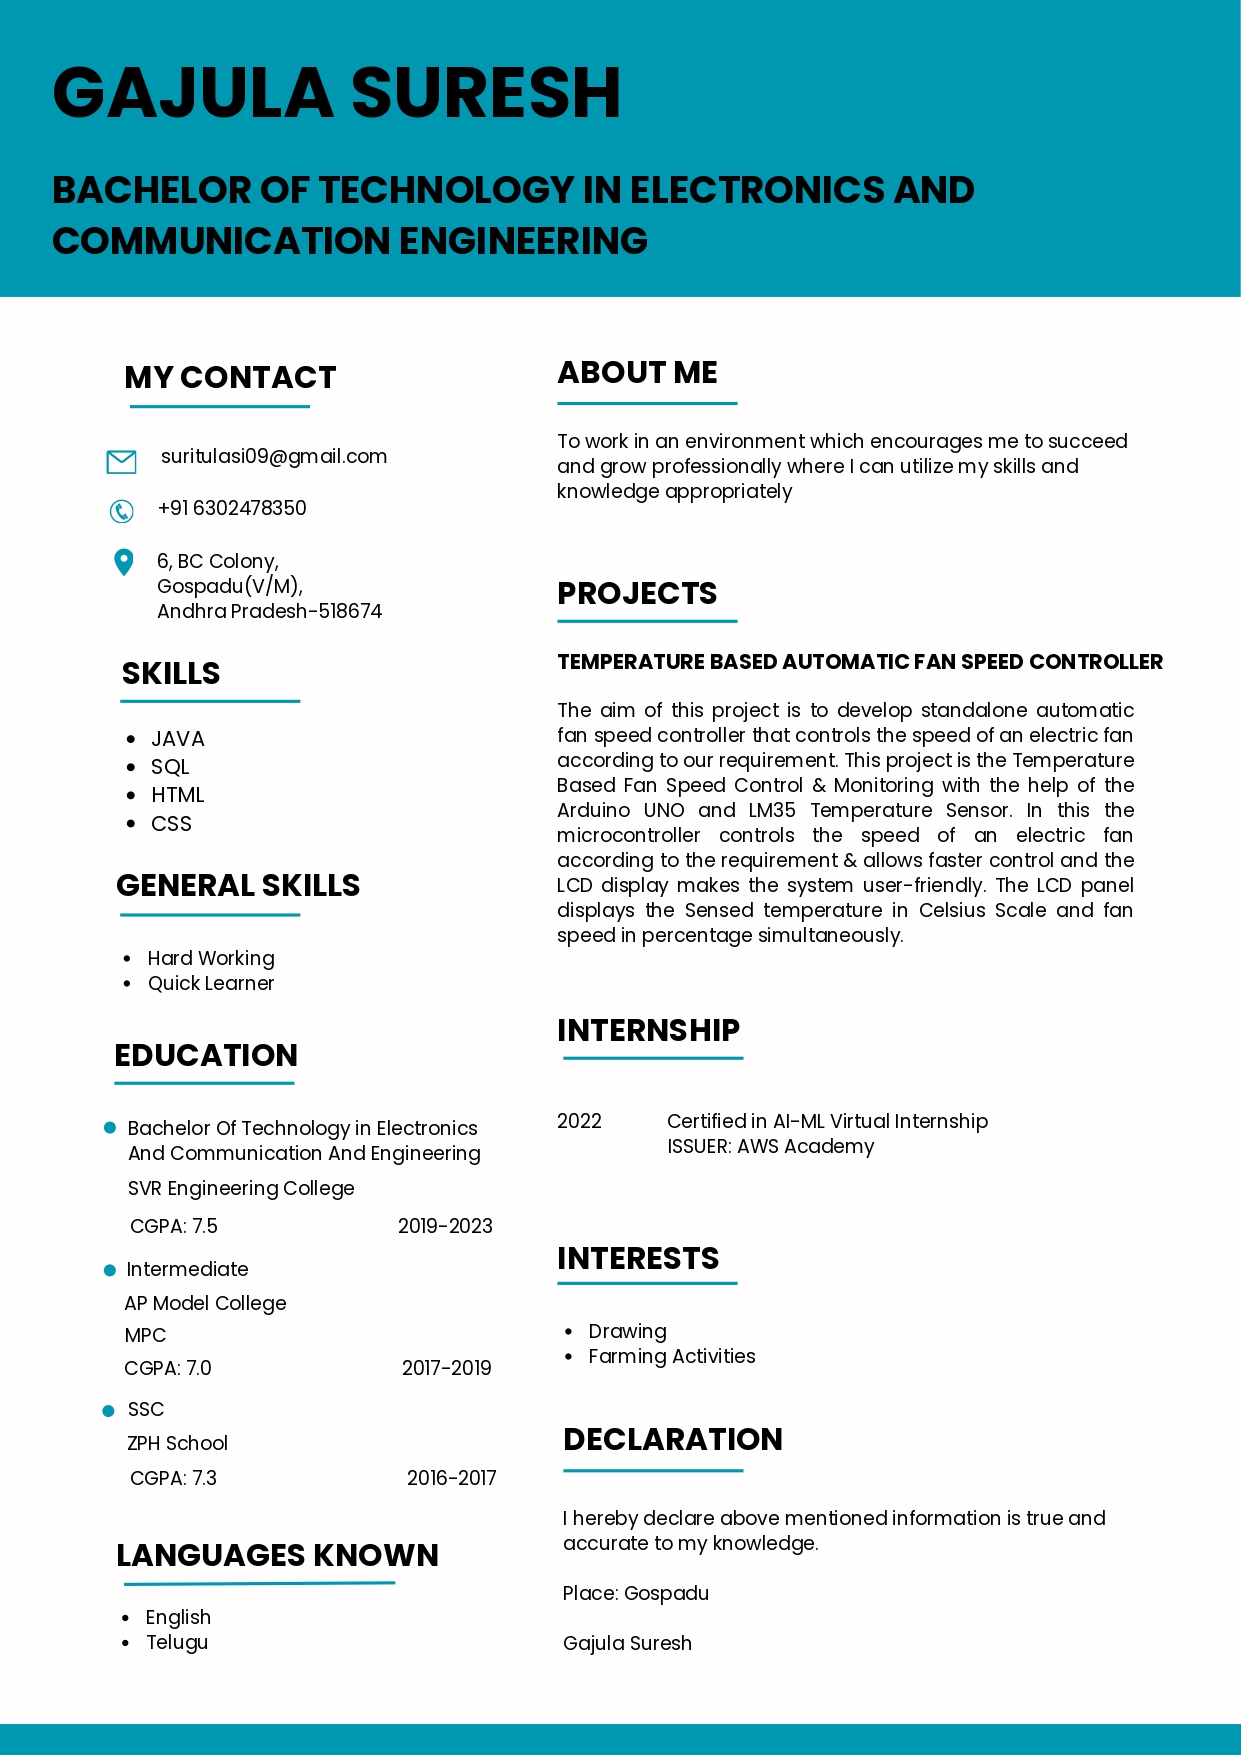 GAJULA SURESH
BACHELOR OF TECHNOLOGY IN ELECTRONICS AND
COMMUNICATION ENGINEERING
MY CONTACT
suritulasi09@gmail.com
+91 6302478350
6, BC Colony,
Gospadu(V/M),
Andhra Pradesh-518674
SKILLS
• JAVA
• SQL
• HTML
• CSS
GENERAL SKILLS
• Hard Working
• Quick Learner
EDUCATION
Bachelor Of Technology in Electronics
And Communication And Engineering
SVR Engineering College
CGPA: 7.5 2019-2023
Intermediate
AP Model College
MPC
CGPA: 7.0 2017-2019
SSC
ZPH School
CGPA: 7.3 2016-2017
LANGUAGES KNOWN
• English
• Telugu
ABOUT ME
To work in an environment which encourages me to succeed
and grow professionally where I can utilize my skills and
knowledge appropriately
PROJECTS
TEMPERATURE BASED AUTOMATIC FAN SPEED CONTROLLER
The aim of this project is to develop standalone automatic
fan speed controller that controls the speed of an electric fan
according to our requirement. This project is the Temperature
Based Fan Speed Control & Monitoring with the help of the
Arduino UNO and LM35 Temperature Sensor. In this the
microcontroller controls the speed of an electric fan
according to the requirement & allows faster control and the
LCD display makes the system user-friendly. The LCD panel
displays the Sensed temperature in Celsius Scale and fan
speed in percentage simultaneously.
INTERNSHIP
2022 Certified in AI-ML Virtual Internship
ISSUER: AWS Academy
INTERESTS
• Drawing
• Farming Activities
DECLARATION
I hereby declare above mentioned information is true and
accurate to my knowledge.
Place: Gospadu
Gajula Suresh